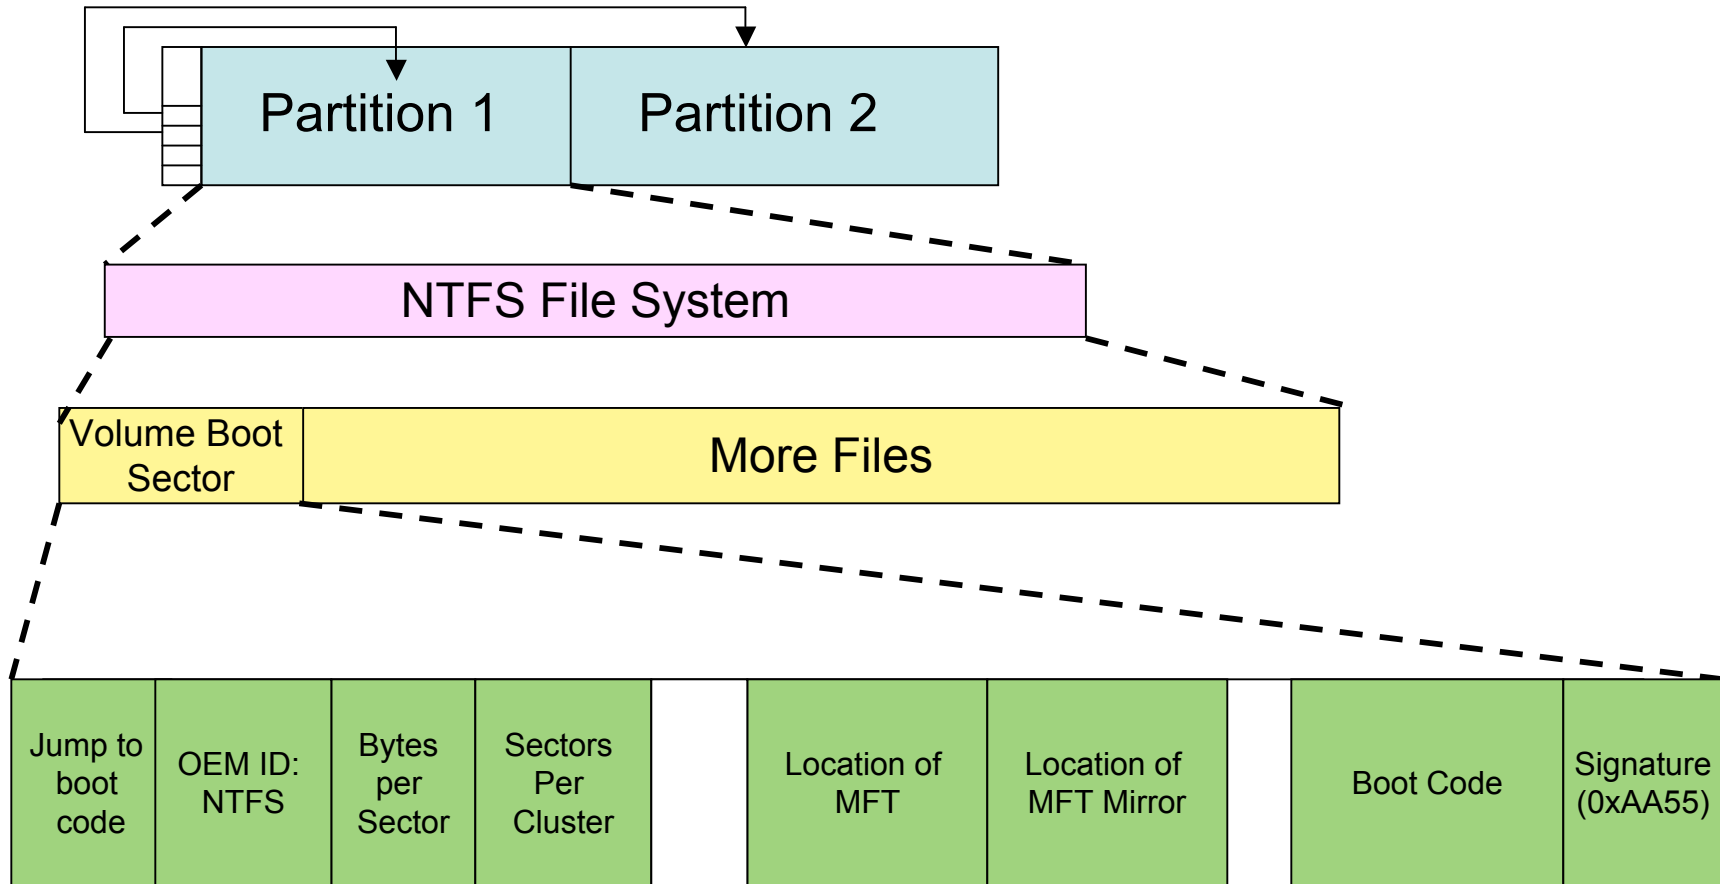 Partition 1
Partition 2
NTFS File System
Volume Boot
Sector
More Files
Jump to
boot
code
OEM ID:
NTFS
Bytes
per
Sector
Sectors
Per
Cluster
Location of
MFT
Location of
MFT Mirror
Boot Code
Signature
(0xAA55)